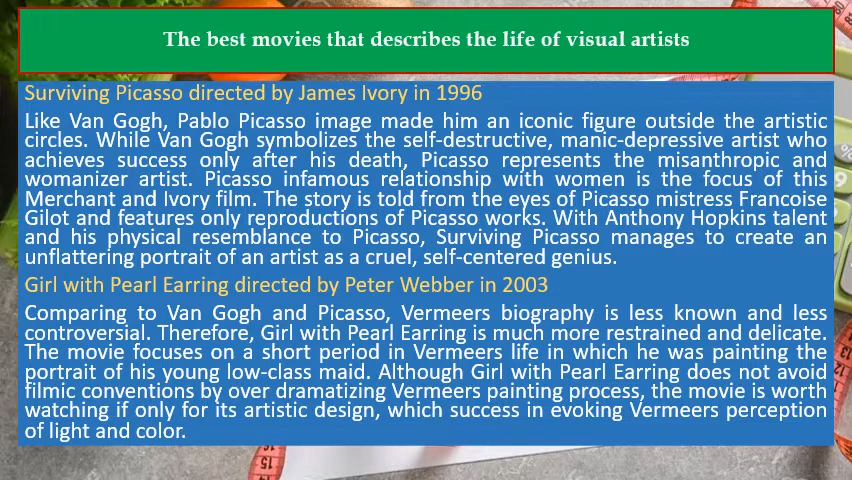 The best movies that describes the life of visual artists
Surviving Picasso directed by James Ivory in 1996
Like Van Gogh, Pablo Picasso image made him an iconic figure outside the artistic
circles. While Van Gogh symbolizes the self-destructive, manic-depressive artist who
achieves success only after his death, Picasso represents the misanthropic and
womanizer artist. Picasso infamous relationship with women is the focus of this
Merchant and Ivory film. The story is told from the eyes of Picasso mistress Francoise
Gilot and features only reproductions of Picasso works. With Anthony Hopkins talent
and his physical resemblance to Picasso, Surviving Picasso manages to create an
unflattering portrait of an artist as a cruel, self-centered genius.
Girl with Pearl Earring directed by Peter Webber in 2003
Comparing to Van Gogh and Picasso, Vermeers biography is less known and less
controversial. Therefore, Girl with Pearl Earring is much more restrained and delicate.
The movie focuses on a short period in Vermeers life in which he was painting the
portrait of his young low-class maid. Although Girl with Pearl Earring does not avoid
filmic conventions by over dramatizing Vermeers painting process, the movie is worth
watching if only for its artistic design, which success in evoking Vermeers perception
of light and color.